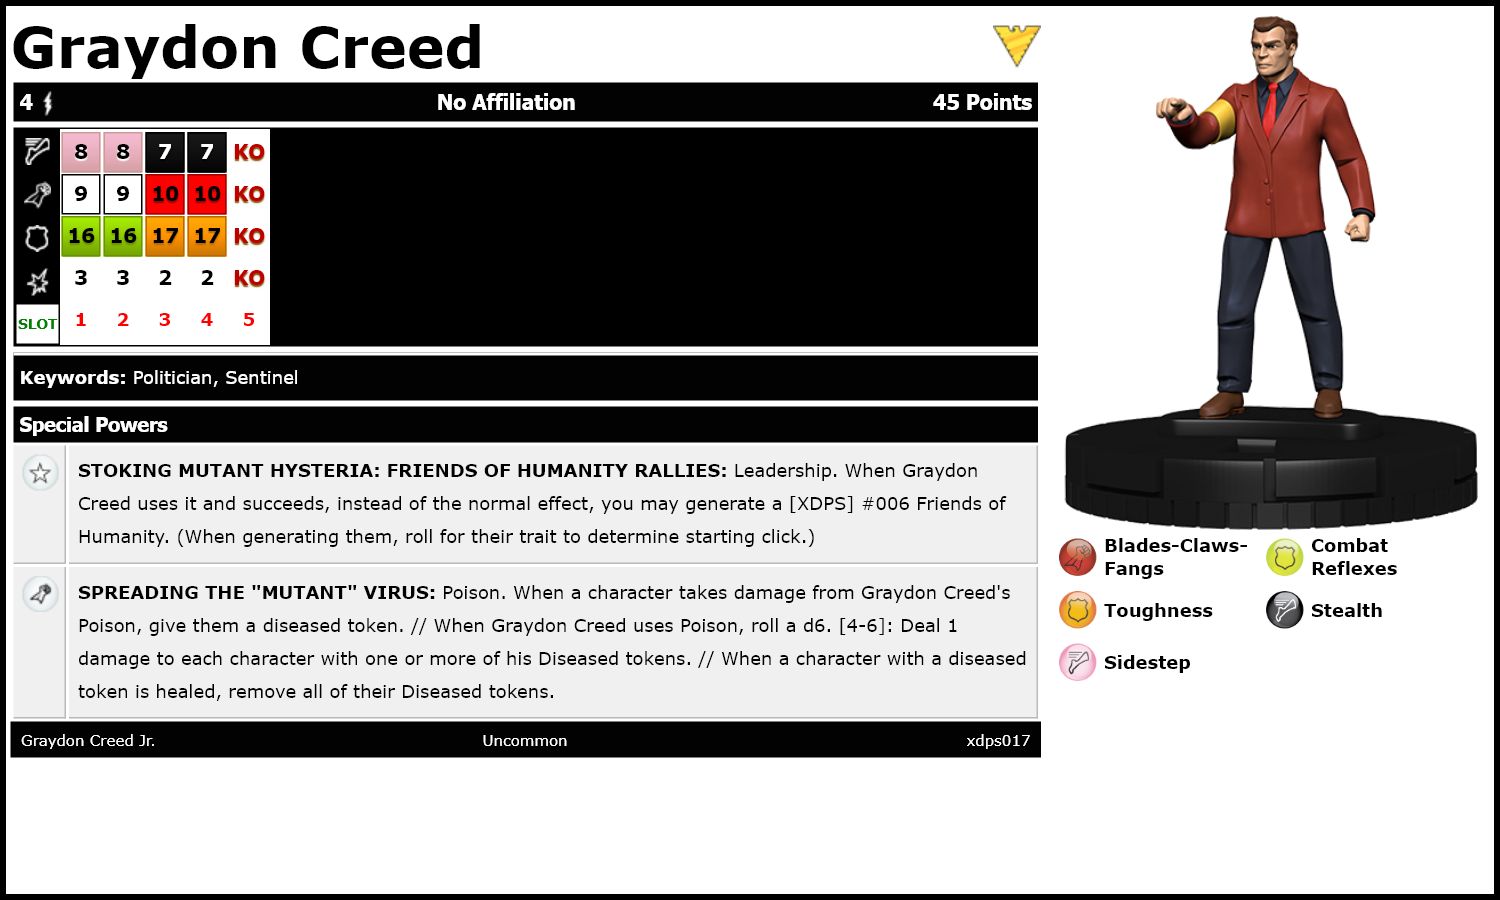 Graydon Creed
4 No Affiliation 45 Points
8 8 7 7 KO
9 9 10 10 KO
16 16 17 17 KO
3 3 2 2 KO
SLOT 1 2 3 4 5
Keywords: Politician, Sentinel
Special Powers
STOKING MUTANT HYSTERIA: FRIENDS OF HUMANITY RALLIES: Leadership. When Graydon
Creed uses it and succeeds, instead of the normal effect, you may generate a [XDPS] #006 Friends of
Humanity. (When generating them, roll for their trait to determine starting click.)
SPREADING THE "MUTANT" VIRUS: Poison. When a character takes damage from Graydon Creed's
Poison, give them a diseased token. // When Graydon Creed uses Poison, roll a d6. [4-6]: Deal 1
damage to each character with one or more of his Diseased tokens. // When a character with a diseased
token is healed, remove all of their Diseased tokens.
Graydon Creed Jr. Uncommon xdps017
Blades-Claws-
Fangs
Combat
Reflexes
Toughness
Stealth
Sidestep